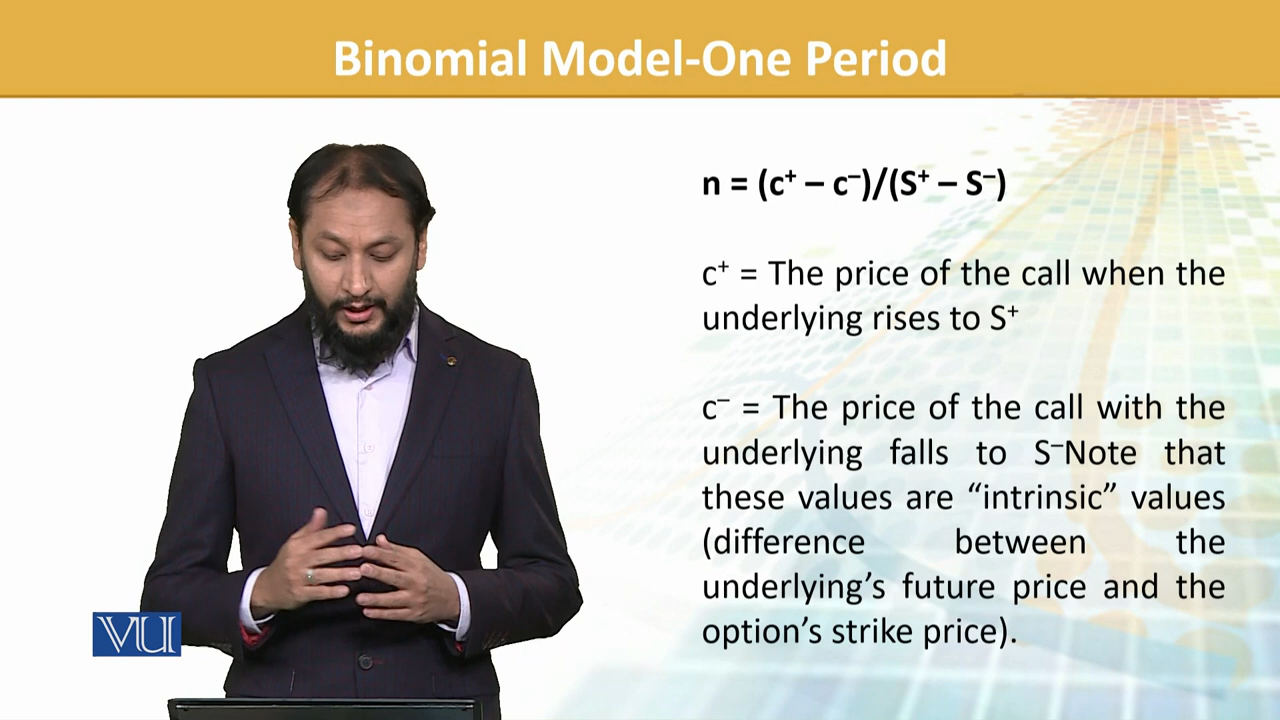 Binomial Model-One Period
n = (c⁺ – c⁻)/(S⁺ – S⁻)
c⁺ = The price of the call when the
underlying rises to S⁺
c⁻ = The price of the call with the
underlying falls to S⁻Note that
these values are “intrinsic” values
(difference between the
underlying’s future price and the
option’s strike price).
VU